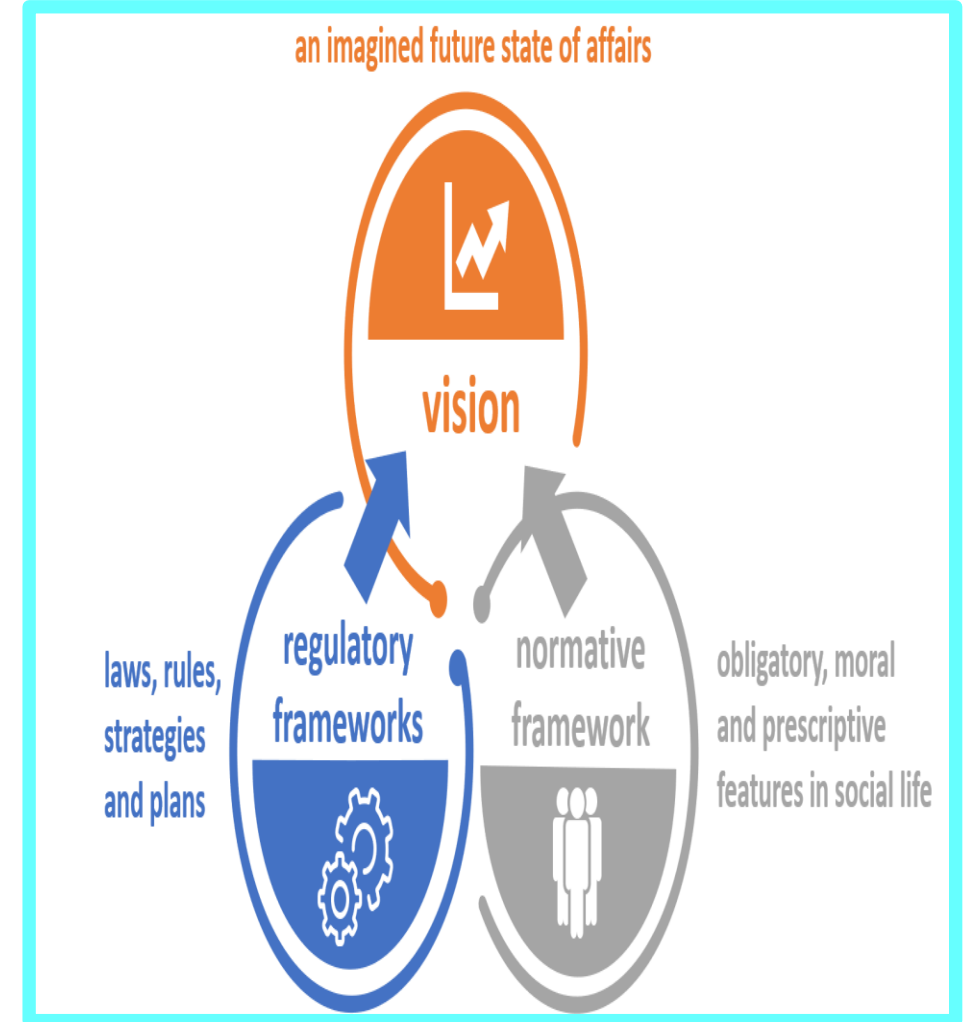 an imagined future state of affairs
vision
regulatory
frameworks
laws, rules,
strategies
and plans
normative
framework
obligatory, moral
and prescriptive
features in social life